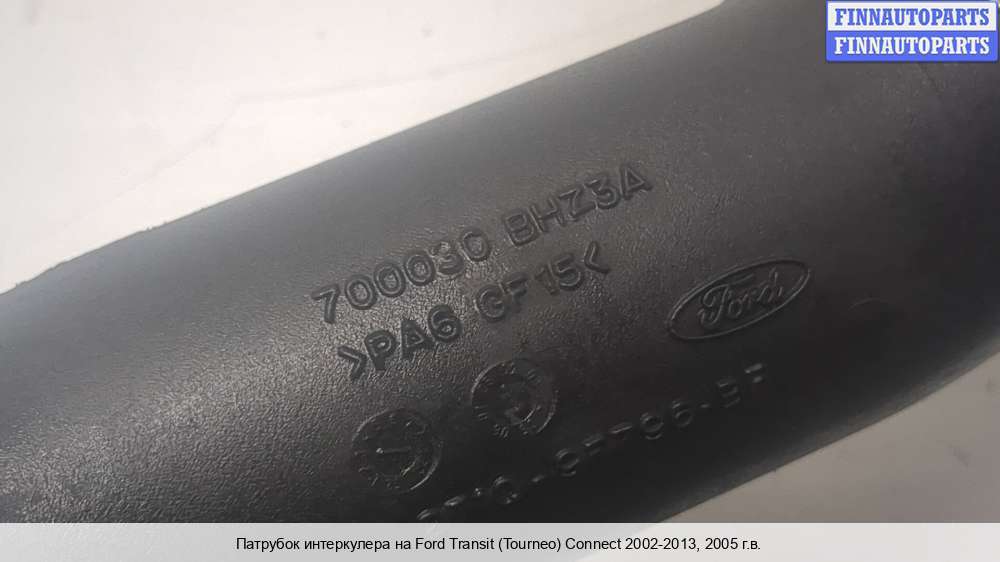 FINNAUTOPARTS
FINNAUTOPARTS
700030 BHZ3A
>PA6 GF15<
Ford
Патрубок интеркулера на Ford Transit (Tourneo) Connect 2002-2013, 2005 г.в.